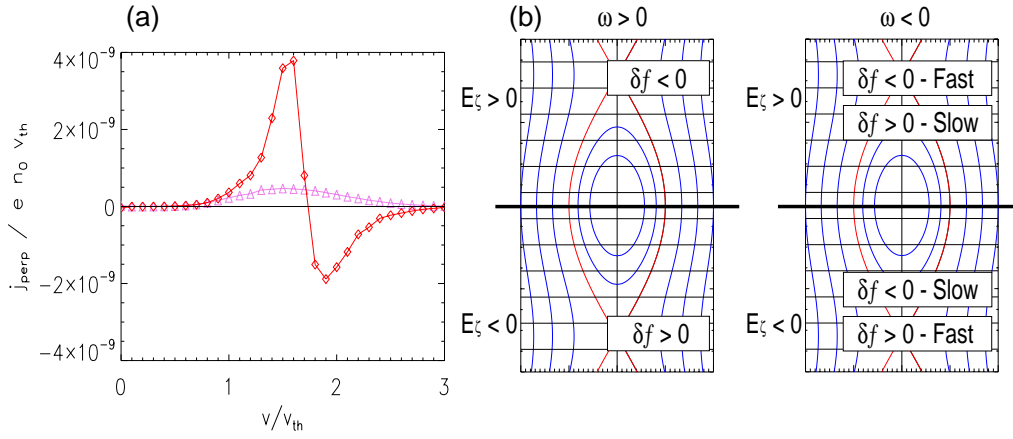 (a)
4×10⁻⁹
2×10⁻⁹
0
-2×10⁻⁹
-4×10⁻⁹
j_perp / e n_o v_th
0 1 2 3
v/v_th
(b)
ω > 0
E_ζ > 0
δf < 0
E_ζ < 0
δf > 0
ω < 0
E_ζ > 0
δf < 0 - Fast
δf > 0 - Slow
E_ζ < 0
δf < 0 - Slow
δf > 0 - Fast